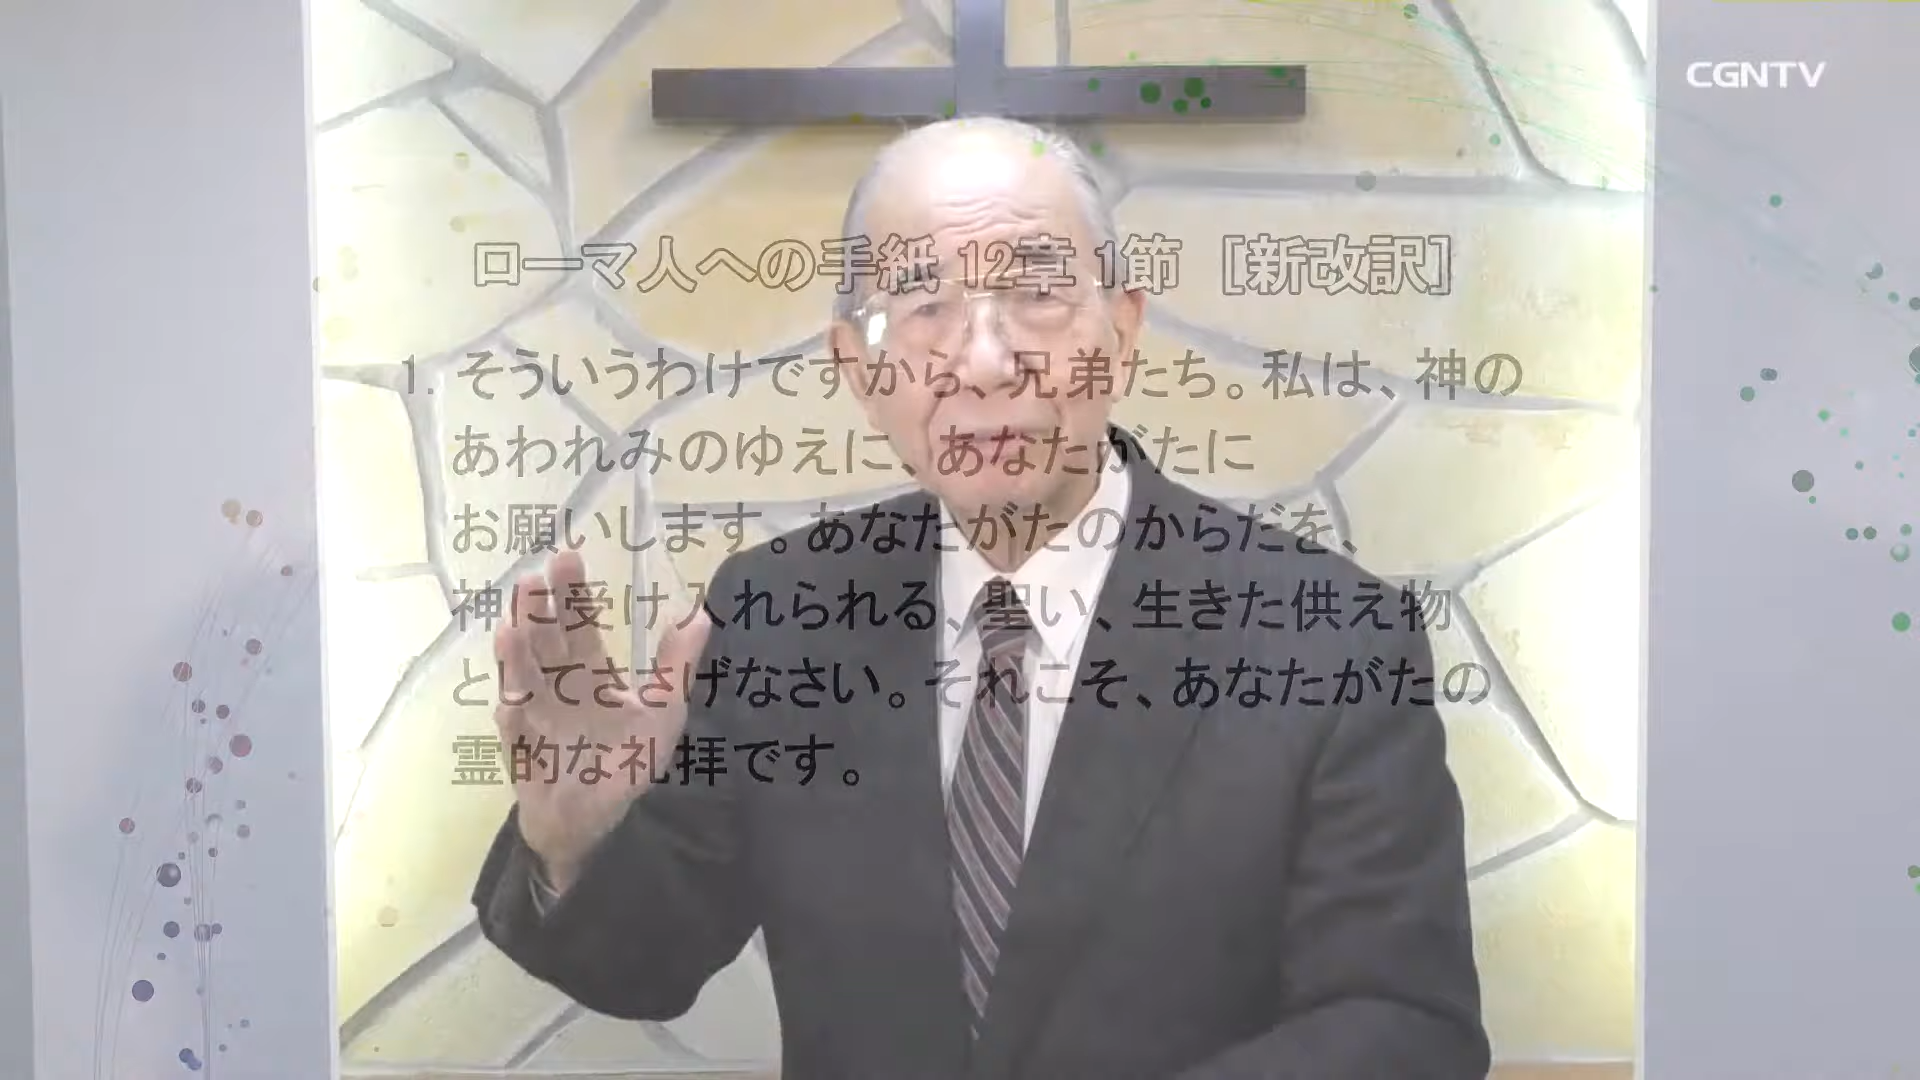 CGNTV
ローマ人への手紙 12章 1節 [新改訳]
1. そういうわけですから、兄弟たち。私は、神の
あわれみのゆえに、あなたがたに
お願いします。あなたがたのからだを、
神に受け入れられる、聖い、生きた供え物
としてささげなさい。それこそ、あなたがたの
霊的な礼拝です。